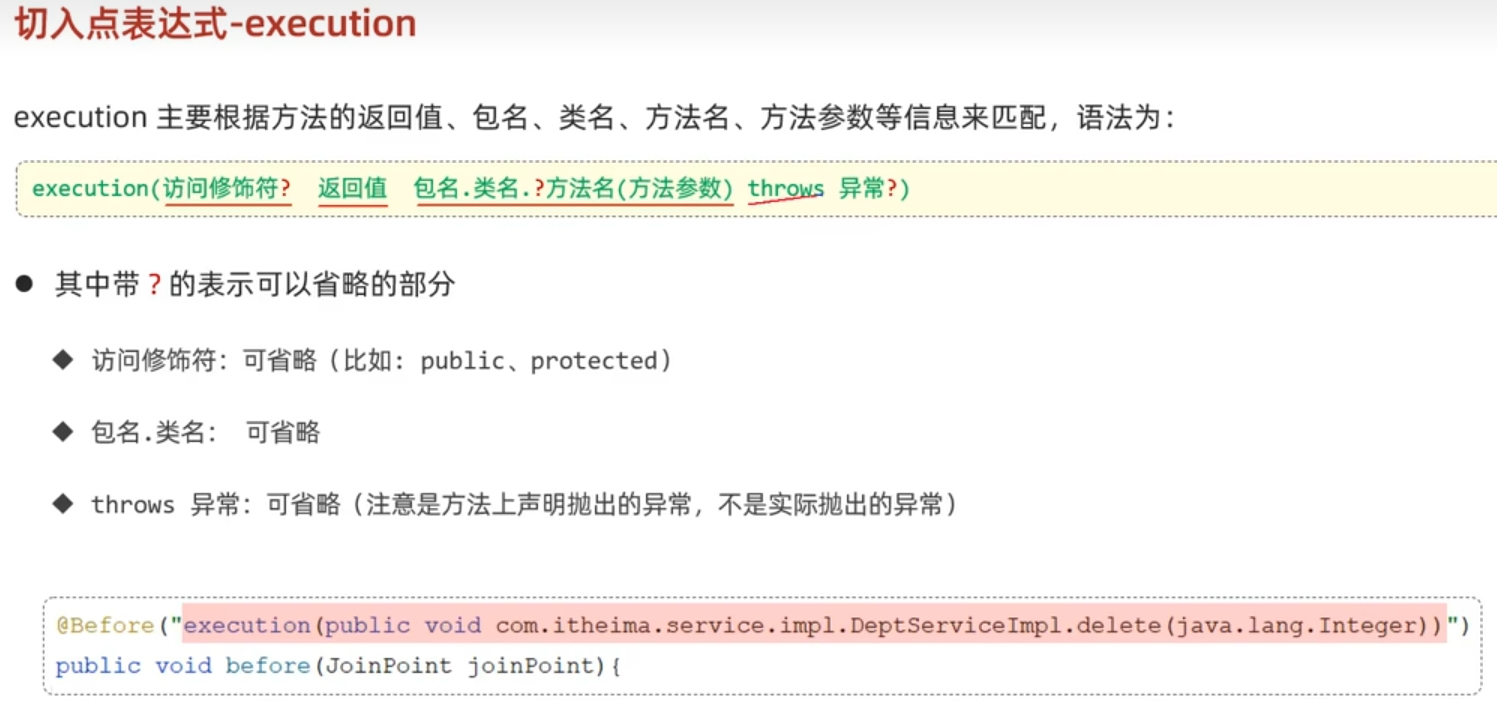 切入点表达式-execution
execution 主要根据方法的返回值、包名、类名、方法名、方法参数等信息来匹配，语法为：
execution(访问修饰符? 返回值 包名.类名.?方法名(方法参数) throws 异常?)
● 其中带 ? 的表示可以省略的部分
◆ 访问修饰符：可省略（比如: public、protected）
◆ 包名.类名： 可省略
◆ throws 异常：可省略（注意是方法上声明抛出的异常，不是实际抛出的异常）
@Before("execution(public void com.itheima.service.impl.DeptServiceImpl.delete(java.lang.Integer))")
public void before(JoinPoint joinPoint){